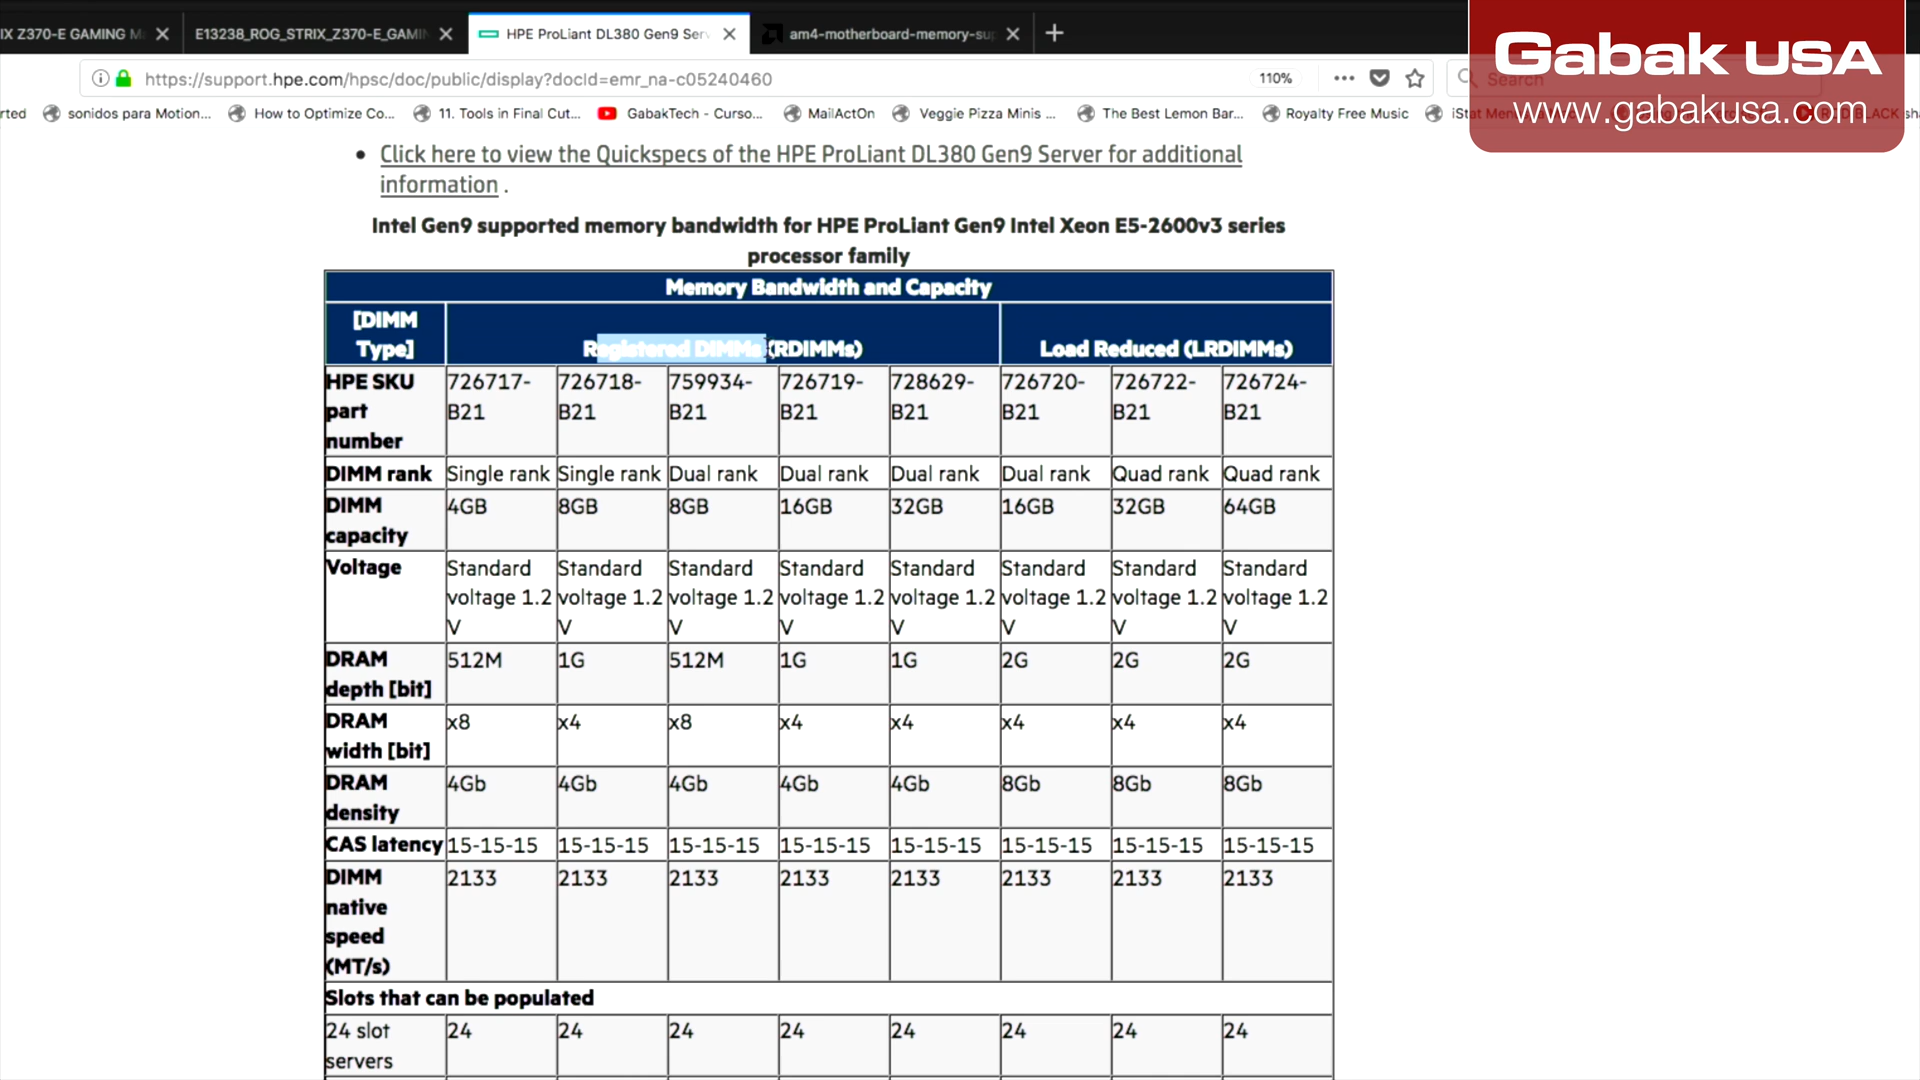 IX Z370-E GAMING M
E13238_ROG_STRIX_Z370-E_GAMIN
HPE ProLiant DL380 Gen9 Serv
am4-motherboard-memory-sup
Gabak USA
www.gabakusa.com
https://support.hpe.com/hpsc/doc/public/display?docId=emr_na-c05240460
110%
Search
rted
sonidos para Motion...
How to Optimize Co...
11. Tools in Final Cut...
GabakTech - Curso...
MailActOn
Veggie Pizza Minis ...
The Best Lemon Bar...
Royalty Free Music
iStat Men
BLACK sh
Click here to view the Quickspecs of the HPE ProLiant DL380 Gen9 Server for additional
information .
Intel Gen9 supported memory bandwidth for HPE ProLiant Gen9 Intel Xeon E5-2600v3 series
processor family
Memory Bandwidth and Capacity
[DIMM Type] Registered DIMMs (RDIMMs) Load Reduced (LRDIMMs)
HPE SKU 726717- 726718- 759934- 726719- 728629- 726720- 726722- 726724-
part B21 B21 B21 B21 B21 B21 B21 B21
number
DIMM rank Single rank Single rank Dual rank Dual rank Dual rank Dual rank Quad rank Quad rank
DIMM 4GB 8GB 8GB 16GB 32GB 16GB 32GB 64GB
capacity
Voltage Standard Standard Standard Standard Standard Standard Standard Standard
voltage 1.2 voltage 1.2 voltage 1.2 voltage 1.2 voltage 1.2 voltage 1.2 voltage 1.2 voltage 1.2
V V V V V V V V
DRAM 512M 1G 512M 1G 1G 2G 2G 2G
depth [bit]
DRAM x8 x4 x8 x4 x4 x4 x4 x4
width [bit]
DRAM 4Gb 4Gb 4Gb 4Gb 4Gb 8Gb 8Gb 8Gb
density
CAS latency 15-15-15 15-15-15 15-15-15 15-15-15 15-15-15 15-15-15 15-15-15 15-15-15
DIMM 2133 2133 2133 2133 2133 2133 2133 2133
native
speed
(MT/s)
Slots that can be populated
24 slot 24 24 24 24 24 24 24 24
servers